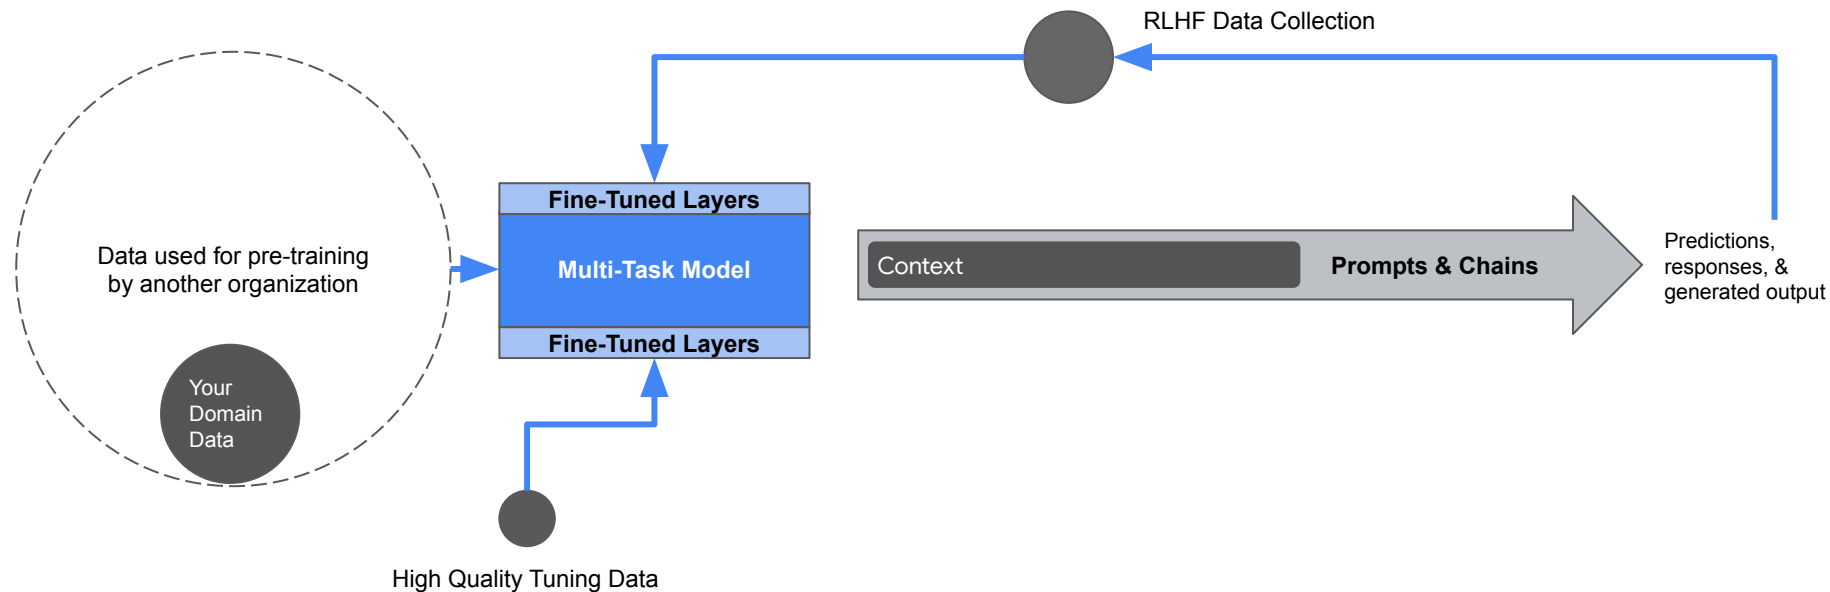 RLHF Data Collection
Data used for pre-training
by another organization
Your
Domain
Data
Fine-Tuned Layers
Multi-Task Model
Fine-Tuned Layers
Context
Prompts & Chains
Predictions,
responses, &
generated output
High Quality Tuning Data